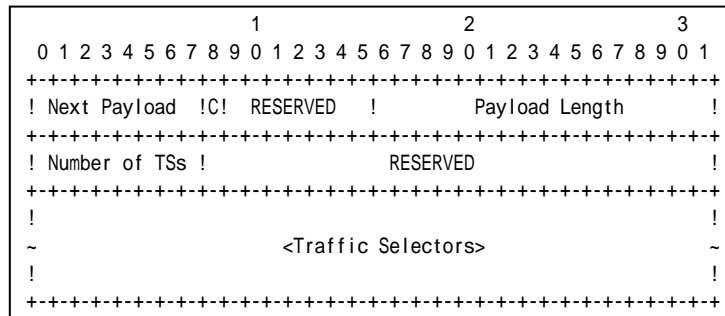 1                   2                   3
 0 1 2 3 4 5 6 7 8 9 0 1 2 3 4 5 6 7 8 9 0 1 2 3 4 5 6 7 8 9 0 1
+-+-+-+-+-+-+-+-+-+-+-+-+-+-+-+-+-+-+-+-+-+-+-+-+-+-+-+-+-+-+-+-+
! Next Payload  !C!  RESERVED   !         Payload Length        !
+-+-+-+-+-+-+-+-+-+-+-+-+-+-+-+-+-+-+-+-+-+-+-+-+-+-+-+-+-+-+-+-+
! Number of TSs !                 RESERVED                      !
+-+-+-+-+-+-+-+-+-+-+-+-+-+-+-+-+-+-+-+-+-+-+-+-+-+-+-+-+-+-+-+-+
!                                                               !
~                       <Traffic Selectors>                     ~
!                                                               !
+-+-+-+-+-+-+-+-+-+-+-+-+-+-+-+-+-+-+-+-+-+-+-+-+-+-+-+-+-+-+-+-+